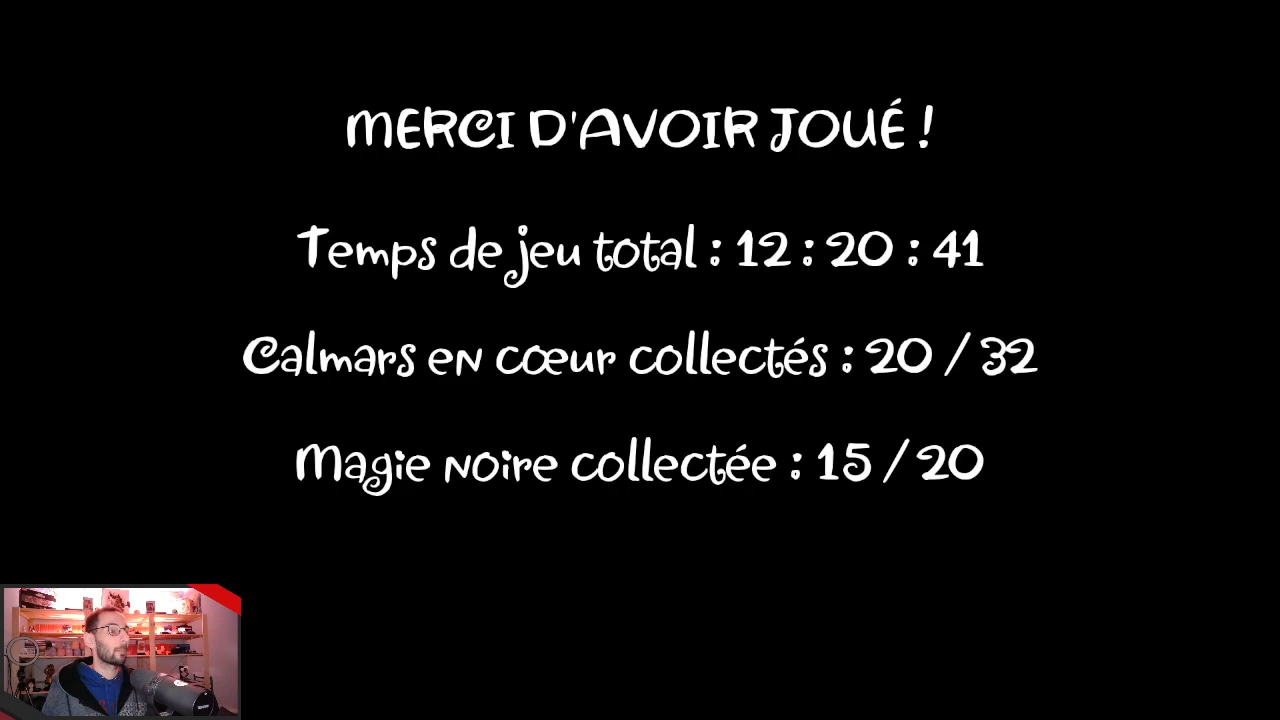 MERCI D'AVOIR JOUÉ !
Temps de jeu total : 12 : 20 : 41
Calmars en cœur collectés : 20 / 32
Magie noire collectée : 15 / 20